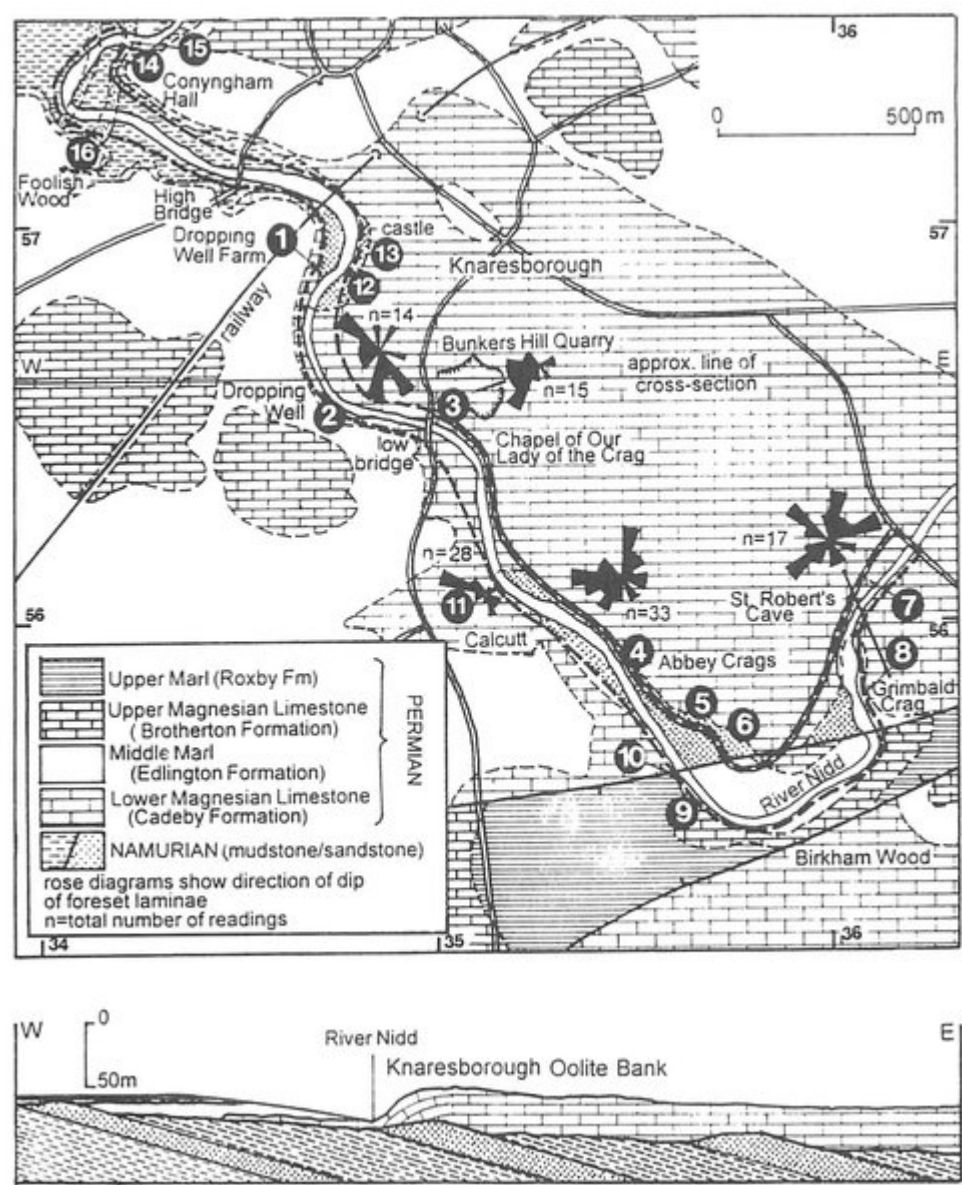 36
15
14
Conyngham
Hall
0
500m
16
Foolish
Wood
High
Bridge
57
57
1
Dropping
Well Farm
castle
13
Knaresborough
12
railway
n=14
Bunkers Hill Quarry
W
approx. line of
cross-section
n=15
Dropping
Well
2
3
low
bridge
Chapel of Our
Lady of the Crag
n=28
n=17
11
n=33
St. Robert's
Cave
7
56
56
Calcutt
4
Abbey Crags
8
5
6
Grimbald
Crag
10
River Nidd
9
Birkham Wood
Upper Marl (Roxby Fm)
Upper Magnesian Limestone
(Brotherton Formation)
Middle Marl
(Edlington Formation)
Lower Magnesian Limestone
(Cadeby Formation)
PERMIAN
NAMURIAN (mudstone/sandstone)
rose diagrams show direction of dip
of foreset laminae
n=total number of readings
34
35
36
W
0
50m
River Nidd
Knaresborough Oolite Bank
E